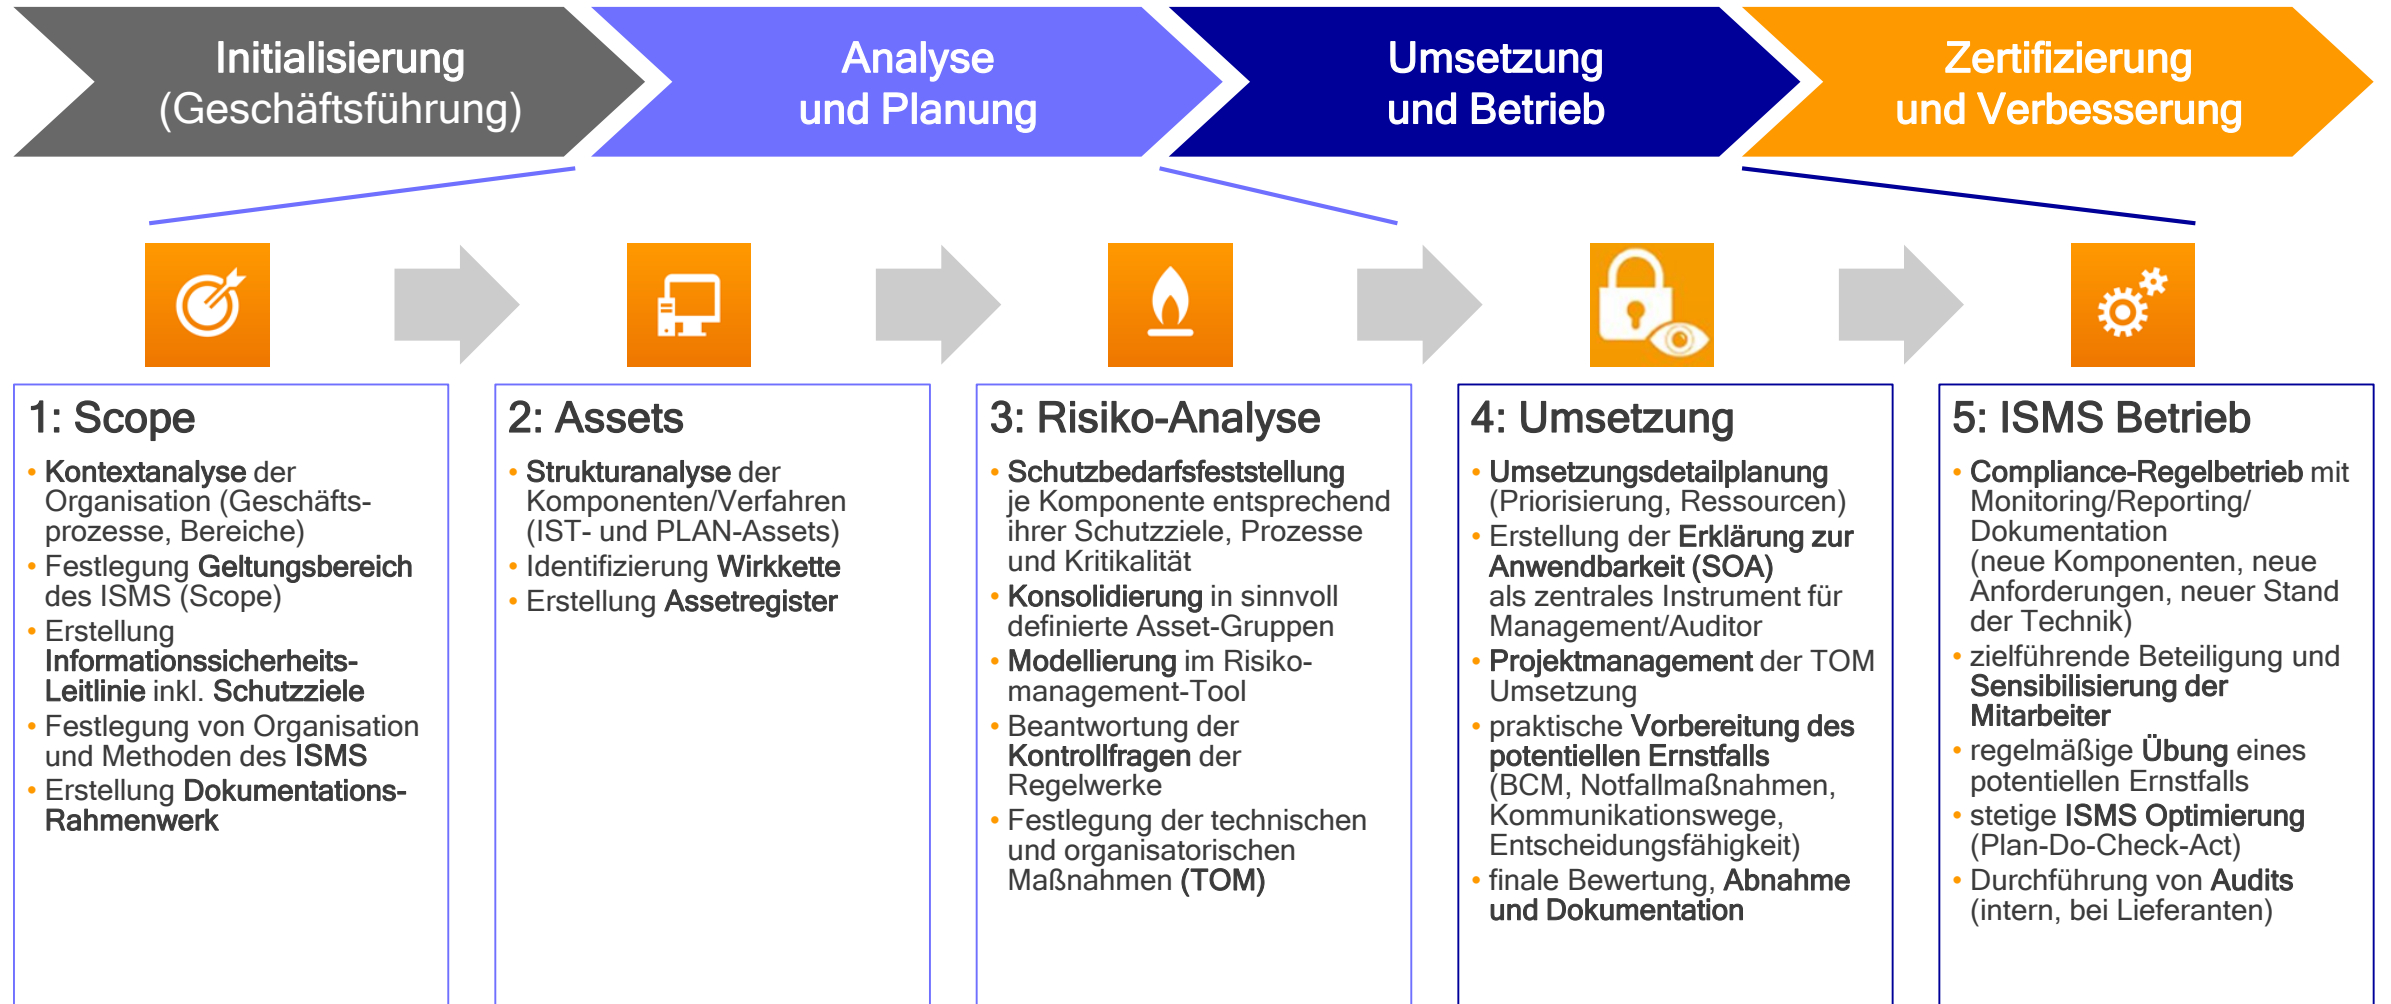 Initialisierung
(Geschäftsführung)
Analyse
und Planung
Umsetzung
und Betrieb
Zertifizierung
und Verbesserung
1: Scope
• Kontextanalyse der
Organisation (Geschäfts-
prozesse, Bereiche)
• Festlegung Geltungsbereich
des ISMS (Scope)
• Erstellung
Informationssicherheits-
Leitlinie inkl. Schutzziele
• Festlegung von Organisation
und Methoden des ISMS
• Erstellung Dokumentations-
Rahmenwerk
2: Assets
• Strukturanalyse der
Komponenten/Verfahren
(IST- und PLAN-Assets)
• Identifizierung Wirkkette
• Erstellung Assetregister
3: Risiko-Analyse
• Schutzbedarfsfeststellung
je Komponente entsprechend
ihrer Schutzziele, Prozesse
und Kritikalität
• Konsolidierung in sinnvoll
definierte Asset-Gruppen
• Modellierung im Risiko-
management-Tool
• Beantwortung der
Kontrollfragen der
Regelwerke
• Festlegung der technischen
und organisatorischen
Maßnahmen (TOM)
4: Umsetzung
• Umsetzungsdetailplanung
(Priorisierung, Ressourcen)
• Erstellung der Erklärung zur
Anwendbarkeit (SOA)
als zentrales Instrument für
Management/Auditor
• Projektmanagement der TOM
Umsetzung
• praktische Vorbereitung des
potentiellen Ernstfalls
(BCM, Notfallmaßnahmen,
Kommunikationswege,
Entscheidungsfähigkeit)
• finale Bewertung, Abnahme
und Dokumentation
5: ISMS Betrieb
• Compliance-Regelbetrieb mit
Monitoring/Reporting/
Dokumentation
(neue Komponenten, neue
Anforderungen, neuer Stand
der Technik)
• zielführende Beteiligung und
Sensibilisierung der
Mitarbeiter
• regelmäßige Übung eines
potentiellen Ernstfalls
• stetige ISMS Optimierung
(Plan-Do-Check-Act)
• Durchführung von Audits
(intern, bei Lieferanten)